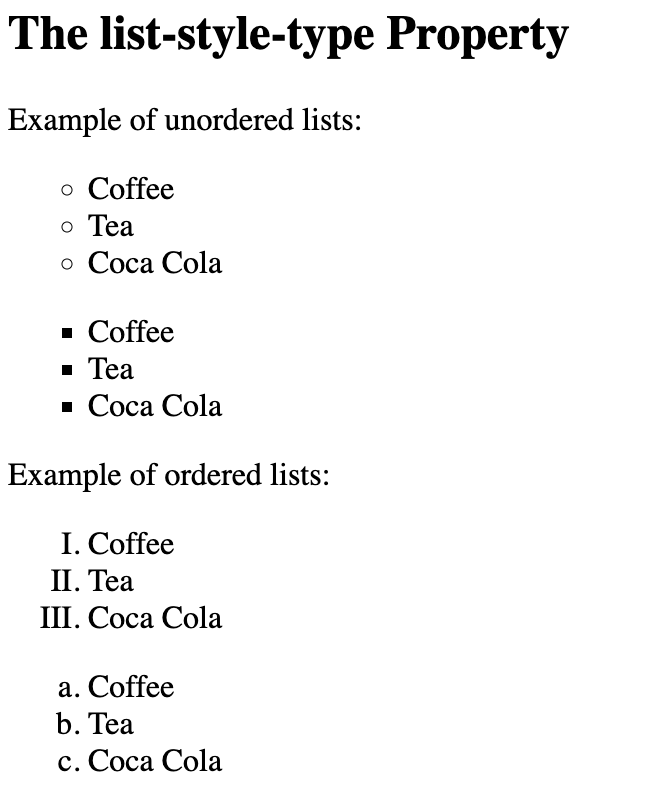 The list-style-type Property
Example of unordered lists:
○ Coffee
○ Tea
○ Coca Cola
▪ Coffee
▪ Tea
▪ Coca Cola
Example of ordered lists:
I. Coffee
II. Tea
III. Coca Cola
a. Coffee
b. Tea
c. Coca Cola